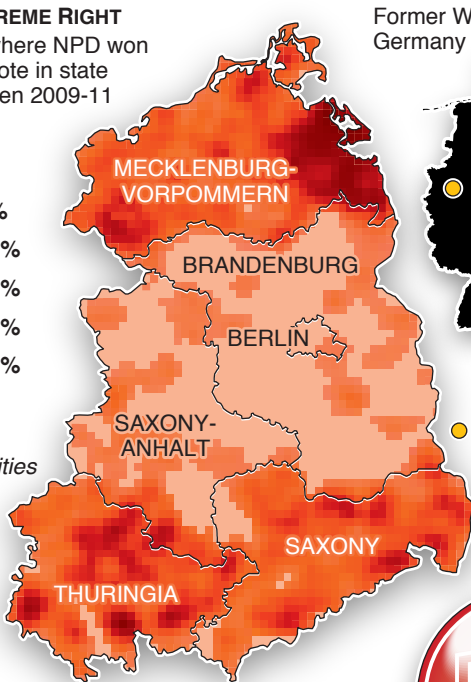 REME RIGHT
where NPD won
ote in state
en 2009-11
%
%
%
%
%
ities
Former W
Germany
MECKLENBURG-
VORPOMMERN
BRANDENBURG
BERLIN
SAXONY-
ANHALT
SAXONY
THURINGIA